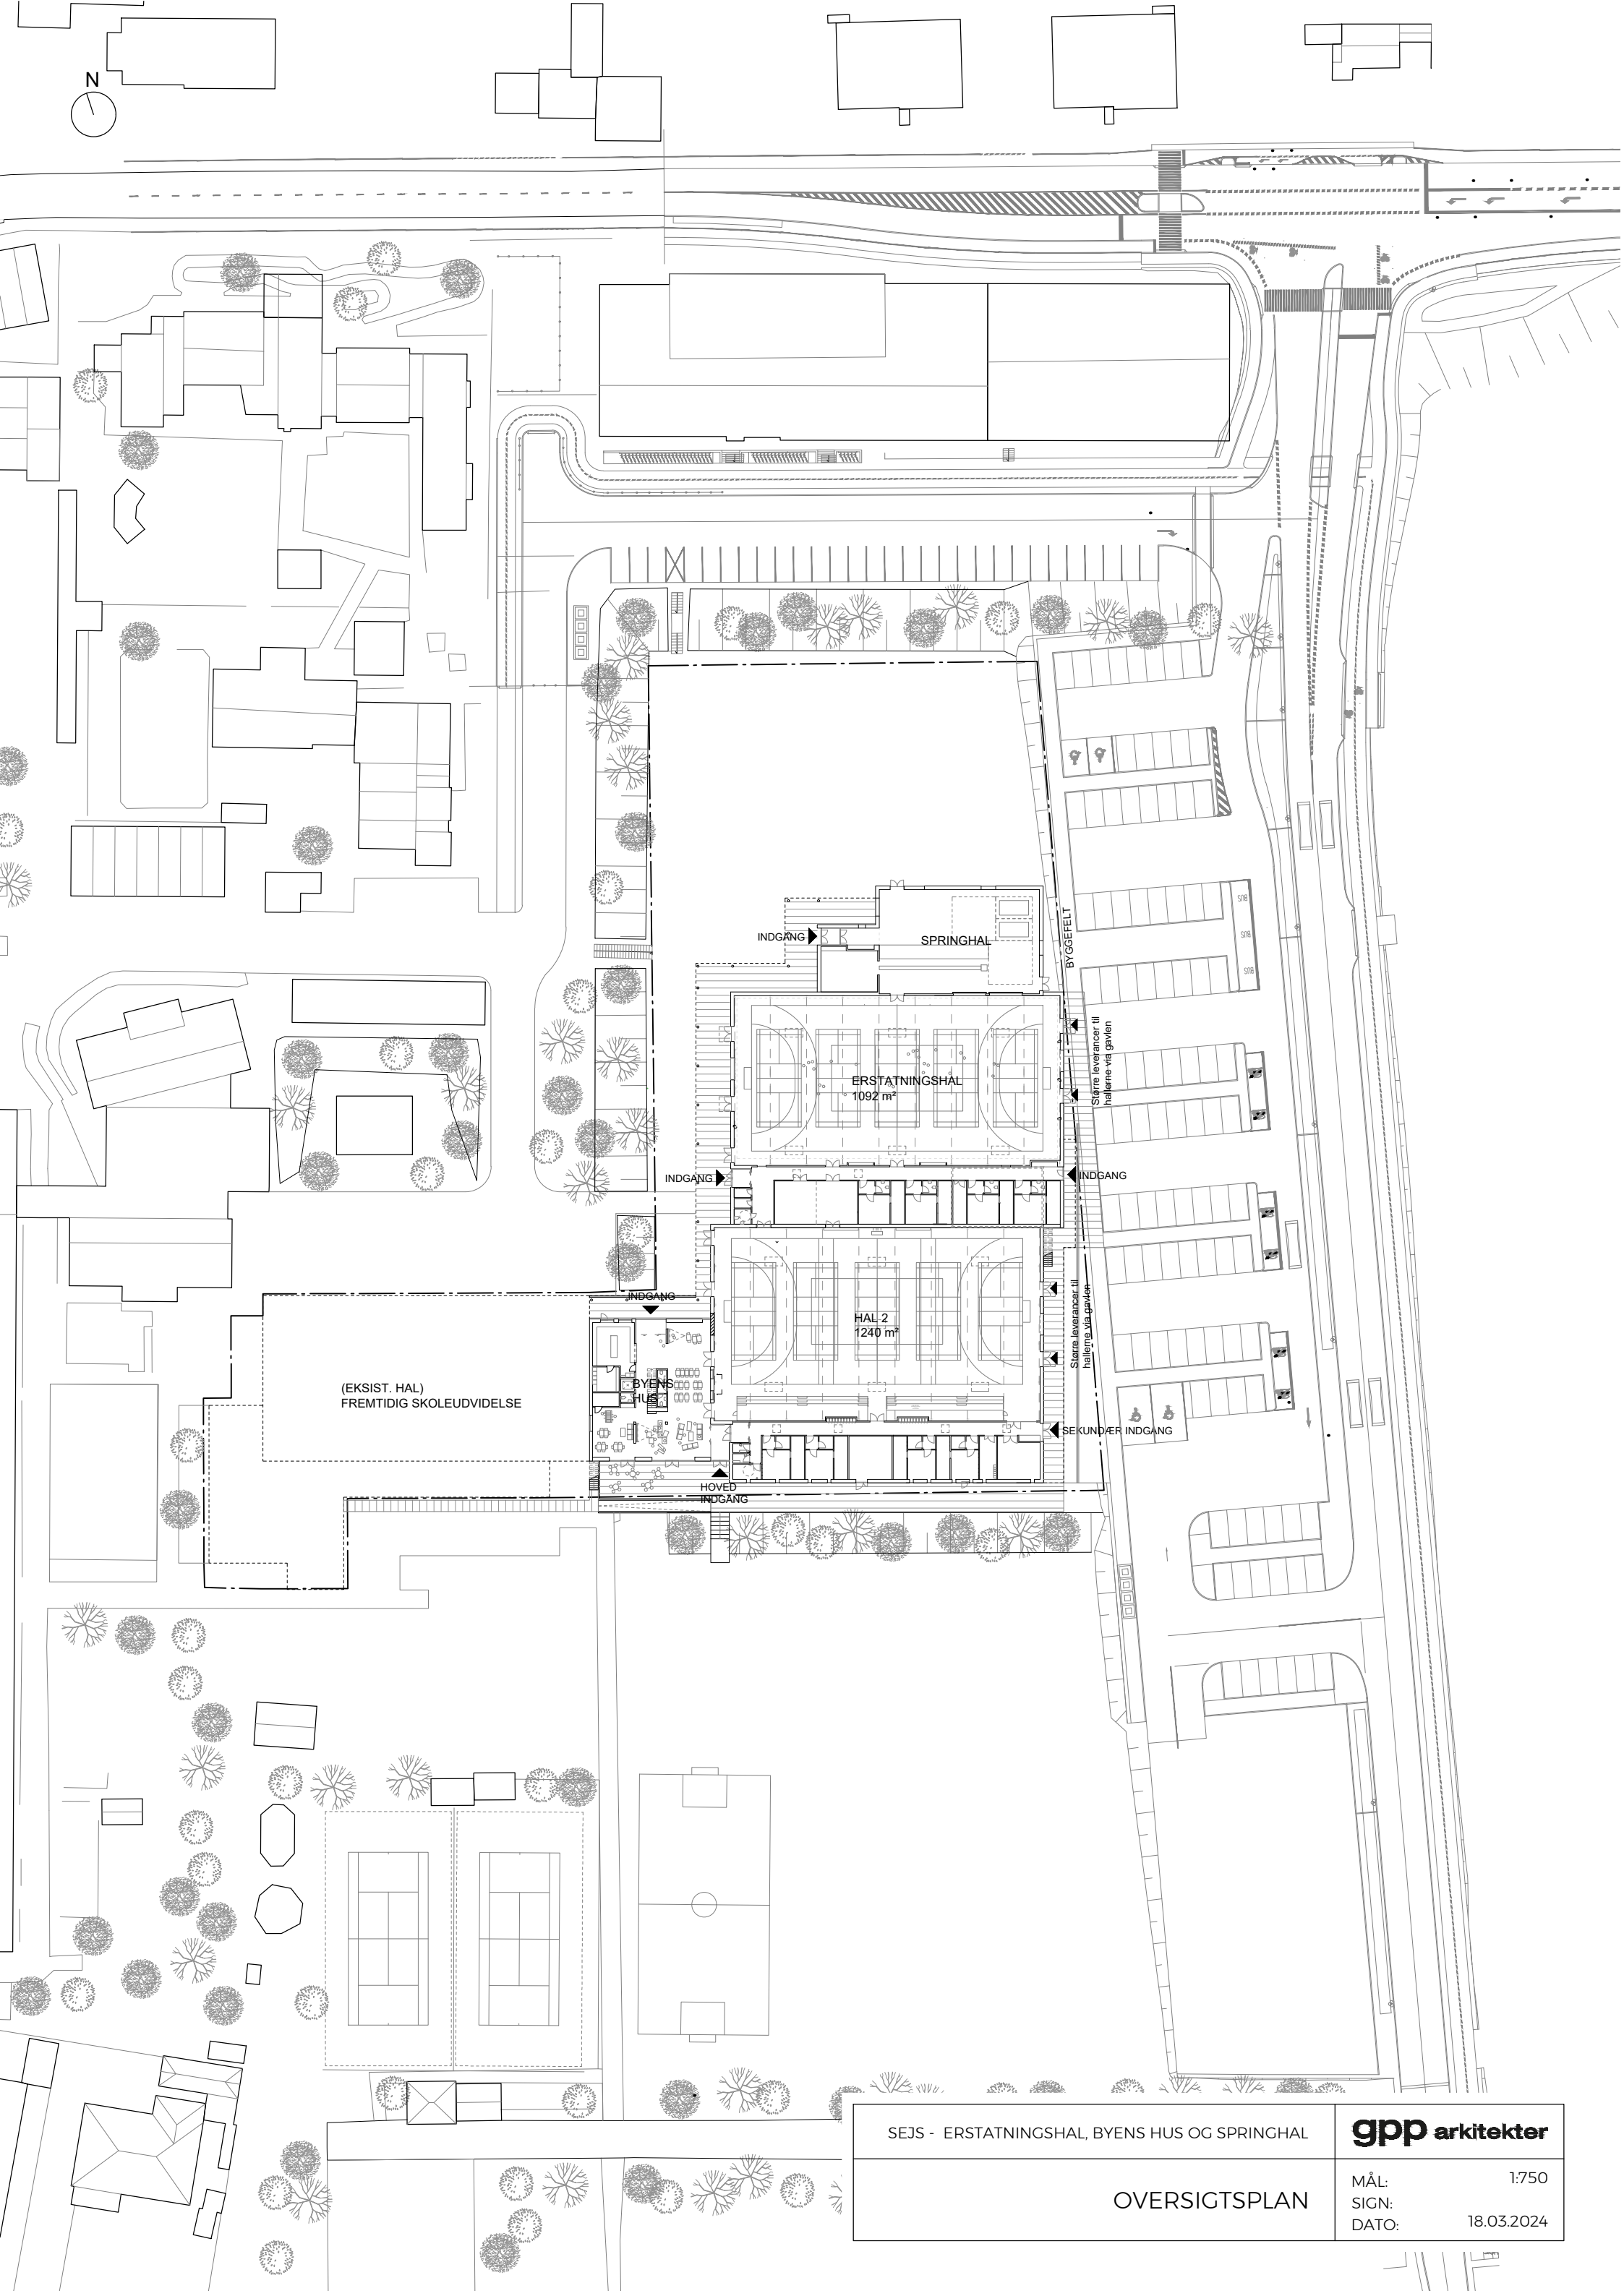 N
INDGANG
SPRINGHAL
BYGGEFELT
BUS
BUS
BUS
Større leverancer til
hallerne via gavlen
ERSTATNINGSHAL
1092 m²
INDGANG
INDGANG
INDGANG
HAL 2
1240 m²
Større leverancer til
hallerne via gavlen
(EKSIST. HAL)
FREMTIDIG SKOLEUDVIDELSE
BYENS
HUS
SEKUNDÆR INDGANG
HOVED
INDGANG
SEJS - ERSTATNINGSHAL, BYENS HUS OG SPRINGHAL
gpp arkitekter
OVERSIGTSPLAN
MÅL: 1:750
SIGN:
DATO: 18.03.2024